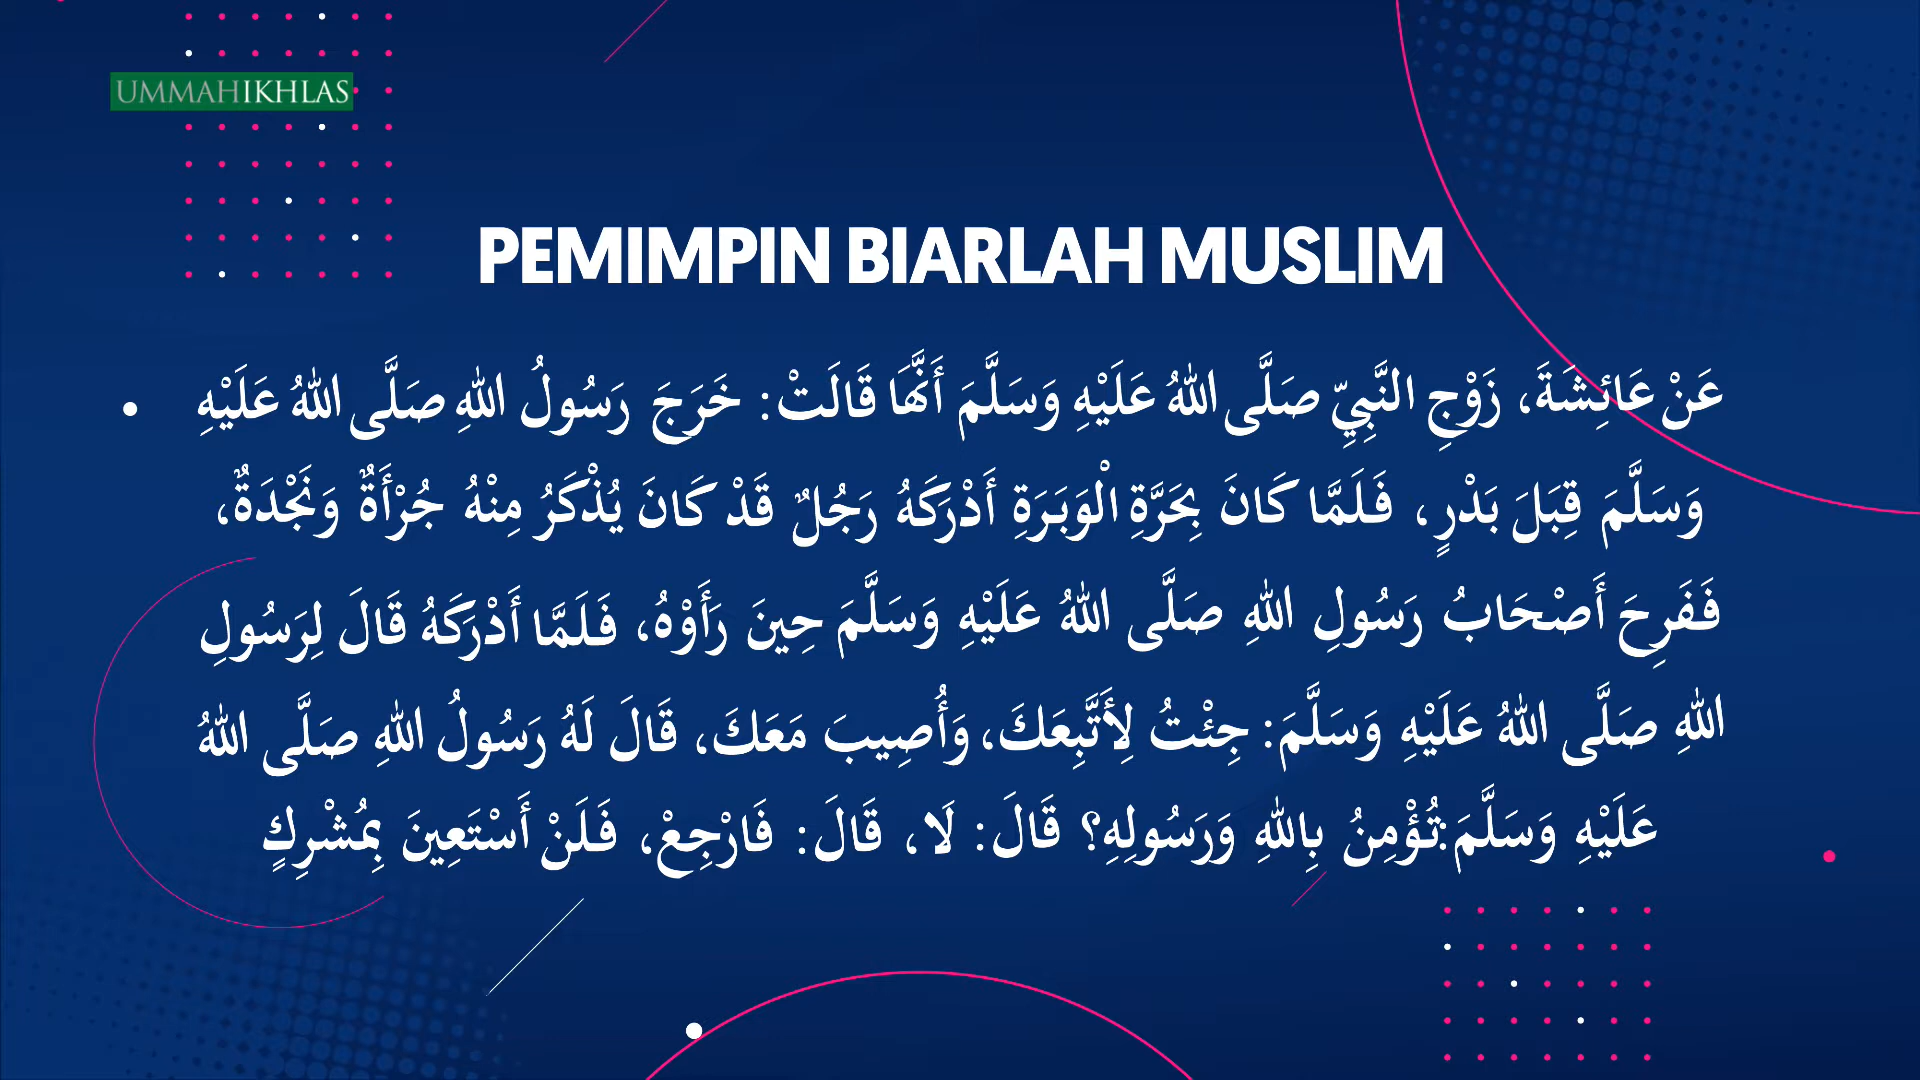 UMMAHIKHLAS
PEMIMPIN BIARLAH MUSLIM
عَنْ عَائِشَةَ، زَوْجِ النَّبِيِّ صَلَّى اللهُ عَلَيْهِ وَسَلَّمَ أَنَّهَا قَالَتْ: خَرَجَ رَسُولُ اللهِ صَلَّى اللهُ عَلَيْهِ
وَسَلَّمَ قِبَلَ بَدْرٍ، فَلَمَّا كَانَ بِحَرَّةِ الْوَبَرَةِ أَدْرَكَهُ رَجُلٌ قَدْ كَانَ يُذْكَرُ مِنْهُ جُرْأَةٌ وَنَجْدَةٌ،
فَفَرِحَ أَصْحَابُ رَسُولِ اللهِ صَلَّى اللهُ عَلَيْهِ وَسَلَّمَ حِينَ رَأَوْهُ، فَلَمَّا أَدْرَكَهُ قَالَ لِرَسُولِ
اللهِ صَلَّى اللهُ عَلَيْهِ وَسَلَّمَ: جِئْتُ لِأَتَّبِعَكَ، وَأُصِيبَ مَعَكَ، قَالَ لَهُ رَسُولُ اللهِ صَلَّى اللهُ
عَلَيْهِ وَسَلَّمَ:تُؤْمِنُ بِاللهِ وَرَسُولِهِ؟ قَالَ: لَا، قَالَ: فَارْجِعْ، فَلَنْ أَسْتَعِينَ بِمُشْرِكٍ